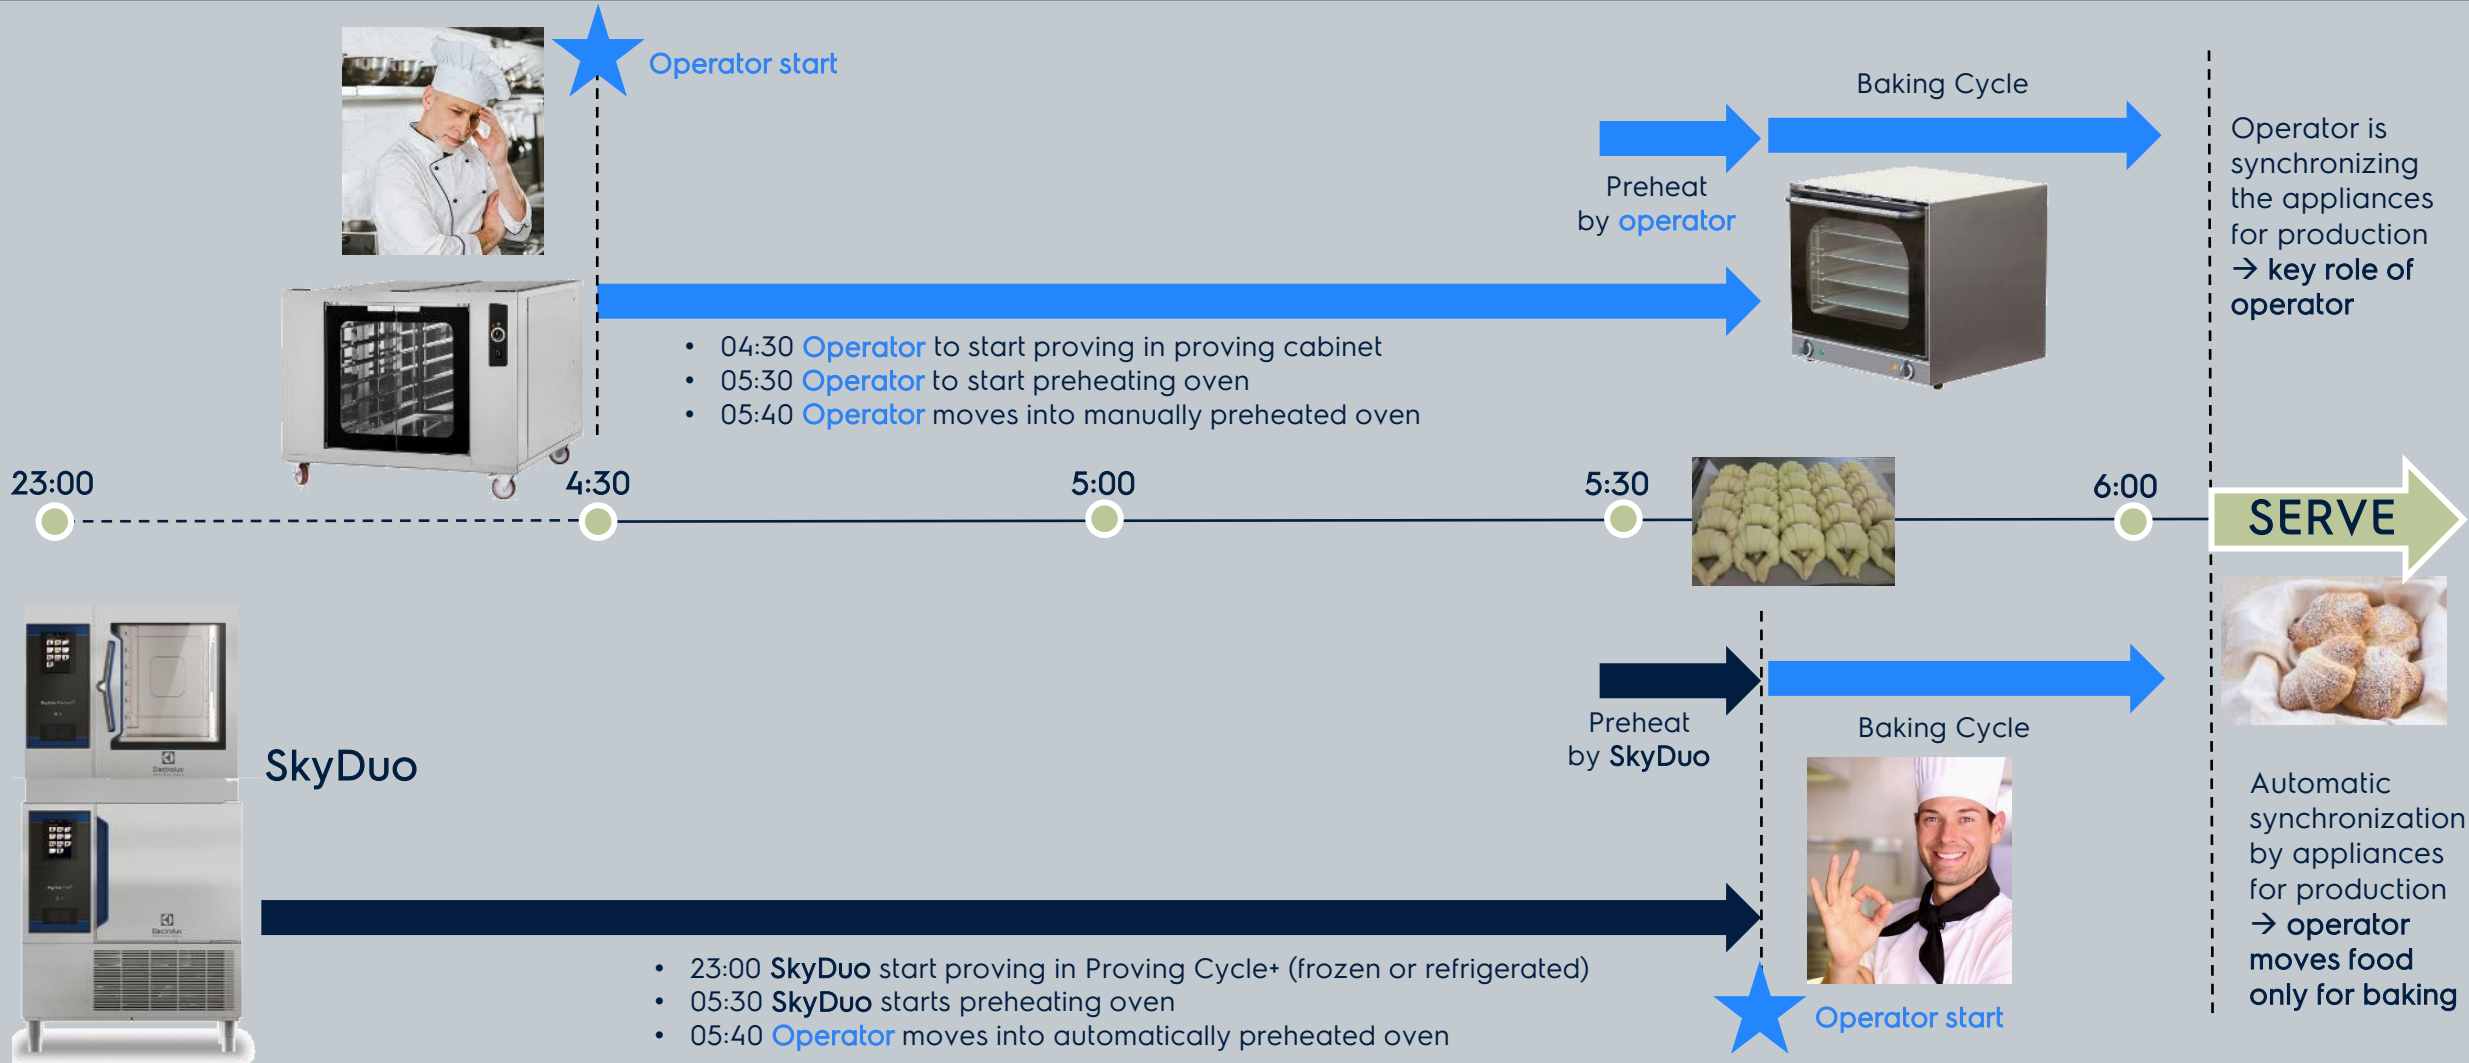 Operator start
Baking Cycle
Preheat
by operator
Operator is
synchronizing
the appliances
for production
→ key role of
operator
• 04:30 Operator to start proving in proving cabinet
• 05:30 Operator to start preheating oven
• 05:40 Operator moves into manually preheated oven
23:00
4:30
5:00
5:30
6:00
SERVE
SkyDuo
Preheat
by SkyDuo
Baking Cycle
Electrolux
Electrolux
Automatic
synchronization
by appliances
for production
→ operator
moves food
only for baking
• 23:00 SkyDuo start proving in Proving Cycle+ (frozen or refrigerated)
• 05:30 SkyDuo starts preheating oven
• 05:40 Operator moves into automatically preheated oven
Operator start